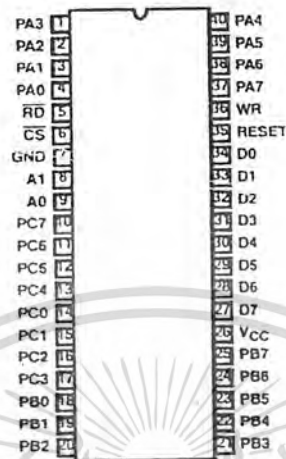 PA3 1 40 PA4
PA2 2 39 PA5
PA1 3 38 PA6
PA0 4 37 PA7
R̅D̅ 5 36 WR
C̅S̅ 6 35 RESET
GND 7 34 D0
A1 8 33 D1
A0 9 32 D2
PC7 10 31 D3
PC6 11 30 D4
PC5 12 29 D5
PC4 13 28 D6
PC0 14 27 D7
PC1 15 26 VCC
PC2 16 25 PB7
PC3 17 24 PB6
PB0 18 23 PB5
PB1 19 22 PB4
PB2 20 21 PB3